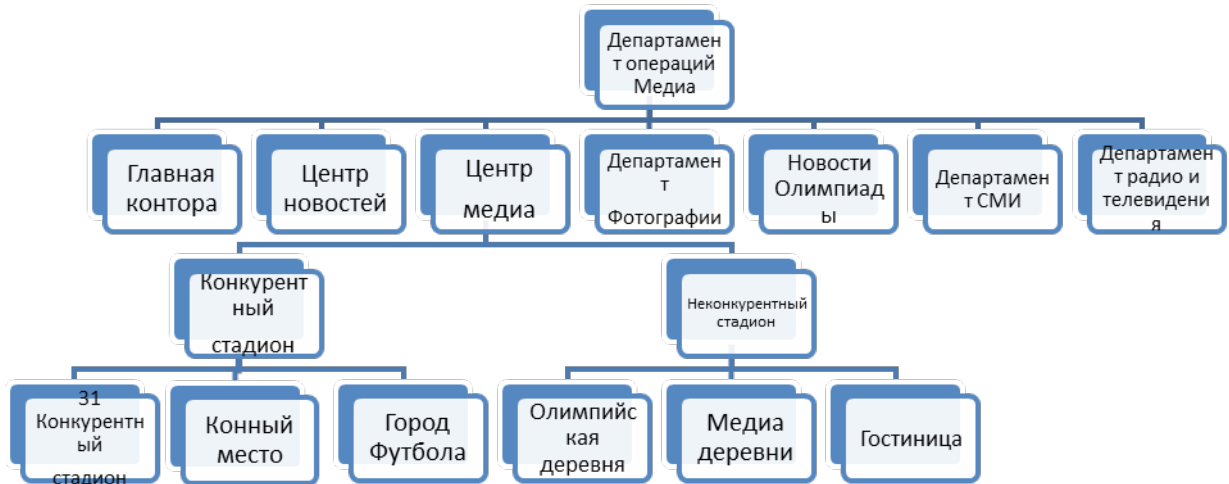 Департамен
т операций
Медиа
Главная
контора
Центр
новостей
Центр
медиа
Департамен
т
Фотографии
Новости
Олимпиад
ы
Департамен
т СМИ
Департамен
т радио и
телевидени
я
Конкурент
ный
стадион
Неконкурентный
стадион
31
Конкурентн
ый
стадион
Конный
место
Город
Футбола
Олимпийс
кая
деревня
Медиа
деревни
Гостиница